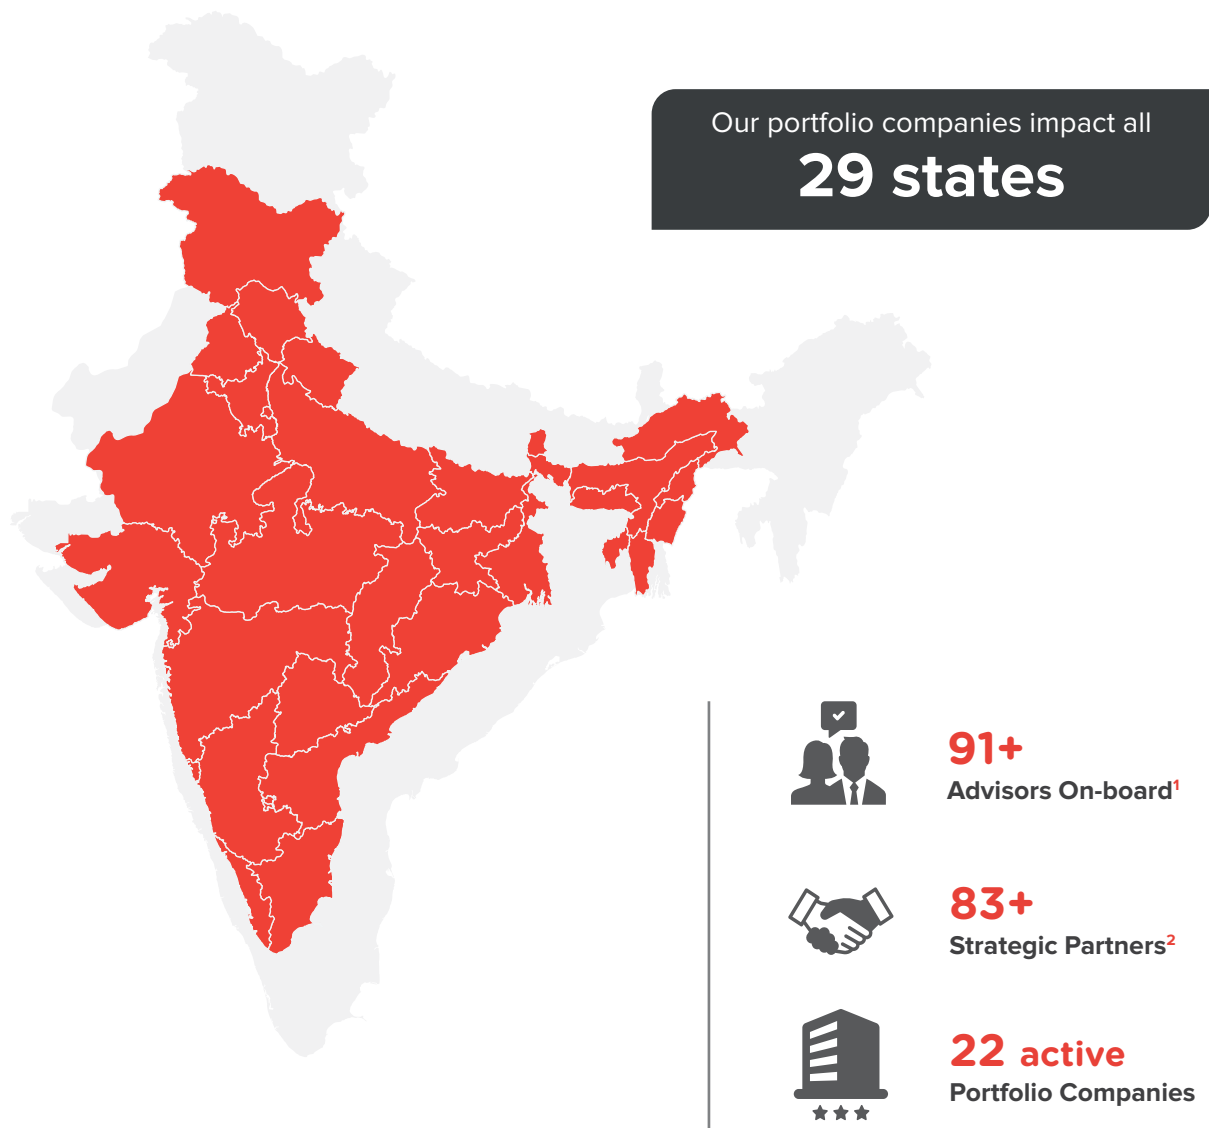 Our portfolio companies impact all
29 states
91+
Advisors On-board¹
83+
Strategic Partners²
22 active
Portfolio Companies